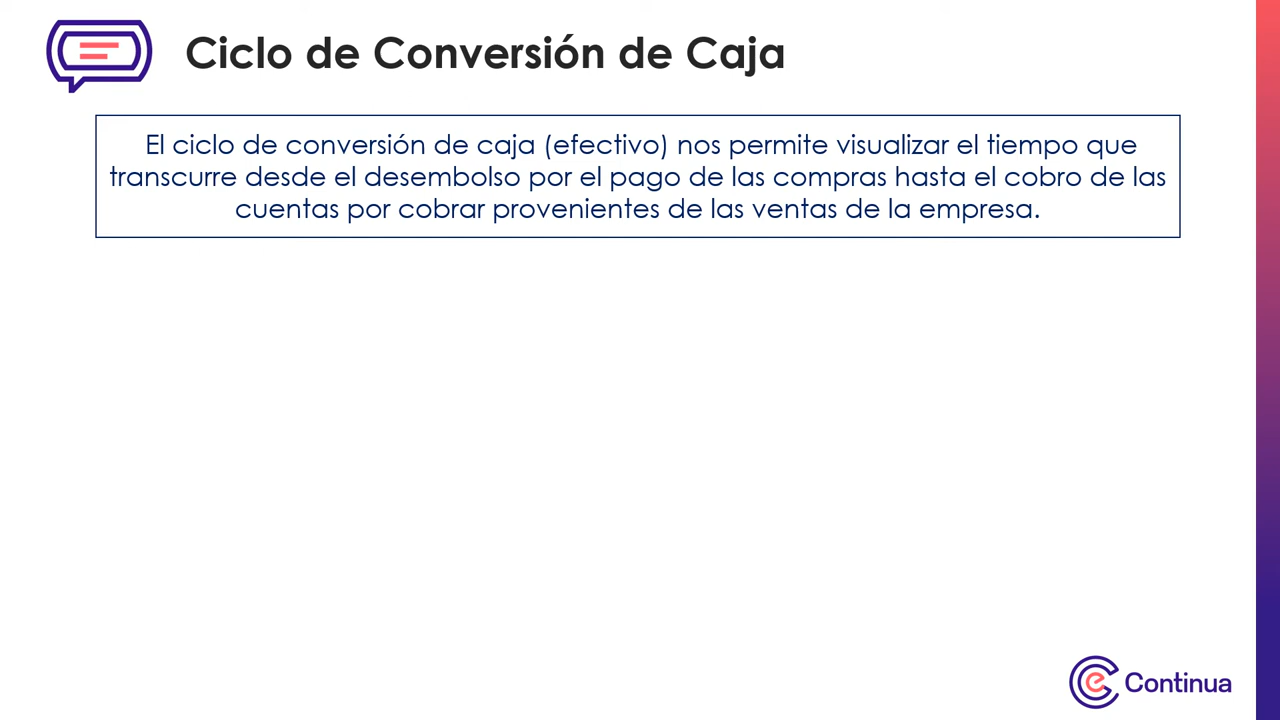 Ciclo de Conversión de Caja
El ciclo de conversión de caja (efectivo) nos permite visualizar el tiempo que
transcurre desde el desembolso por el pago de las compras hasta el cobro de las
cuentas por cobrar provenientes de las ventas de la empresa.
Continua